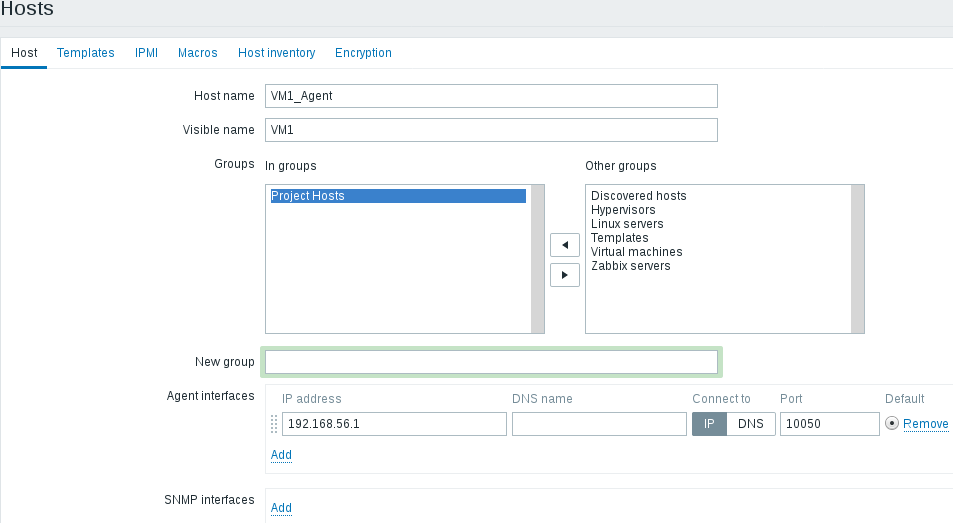 Hosts
Host Templates IPMI Macros Host inventory Encryption
Host name VM1_Agent
Visible name VM1
Groups In groups Other groups
Project Hosts Discovered hosts
Hypervisors
Linux servers
Templates
Virtual machines
Zabbix servers
New group
Agent interfaces IP address DNS name Connect to Port Default
192.168.56.1 IP DNS 10050 Remove
Add
SNMP interfaces Add